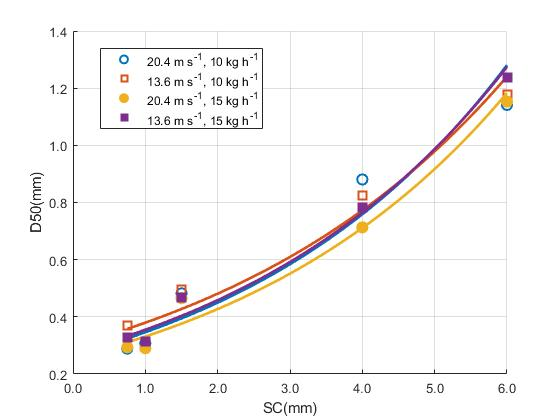 1.4
1.2
1.0
0.8
0.6
0.4
0.2
D50(mm)
20.4 m s⁻¹, 10 kg h⁻¹
13.6 m s⁻¹, 10 kg h⁻¹
20.4 m s⁻¹, 15 kg h⁻¹
13.6 m s⁻¹, 15 kg h⁻¹
0.0 1.0 2.0 3.0 4.0 5.0 6.0
SC(mm)